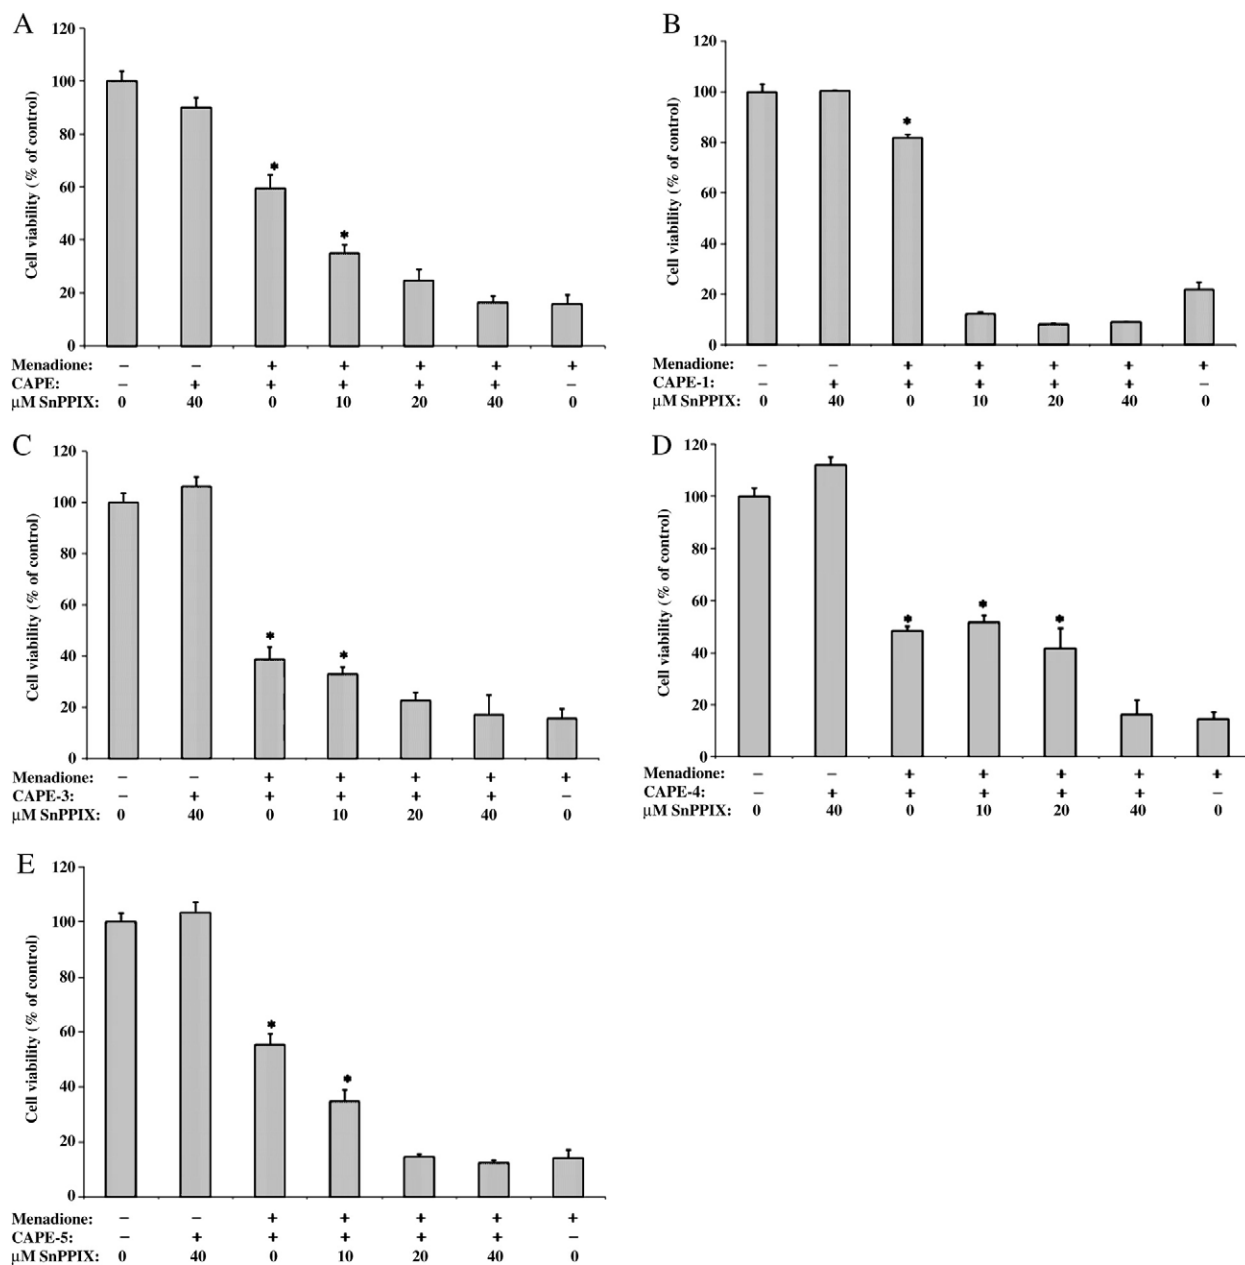 A
120
100
80
60
40
20
0
Cell viability (% of control)
* *
Menadione: – – + + + + +
CAPE: – + + + + + –
µM SnPPIX: 0 40 0 10 20 40 0
B
120
100
80
60
40
20
0
Cell viability (% of control)
*
Menadione: – – + + + + +
CAPE-1: – + + + + + –
µM SnPPIX: 0 40 0 10 20 40 0
C
120
100
80
60
40
20
0
Cell viability (% of control)
* *
Menadione: – – + + + + +
CAPE-3: – + + + + + –
µM SnPPIX: 0 40 0 10 20 40 0
D
120
100
80
60
40
20
0
Cell viability (% of control)
* * *
Menadione: – – + + + + +
CAPE-4: – + + + + + –
µM SnPPIX: 0 40 0 10 20 40 0
E
120
100
80
60
40
20
0
Cell viability (% of control)
* *
Menadione: – – + + + + +
CAPE-5: – + + + + + –
µM SnPPIX: 0 40 0 10 20 40 0